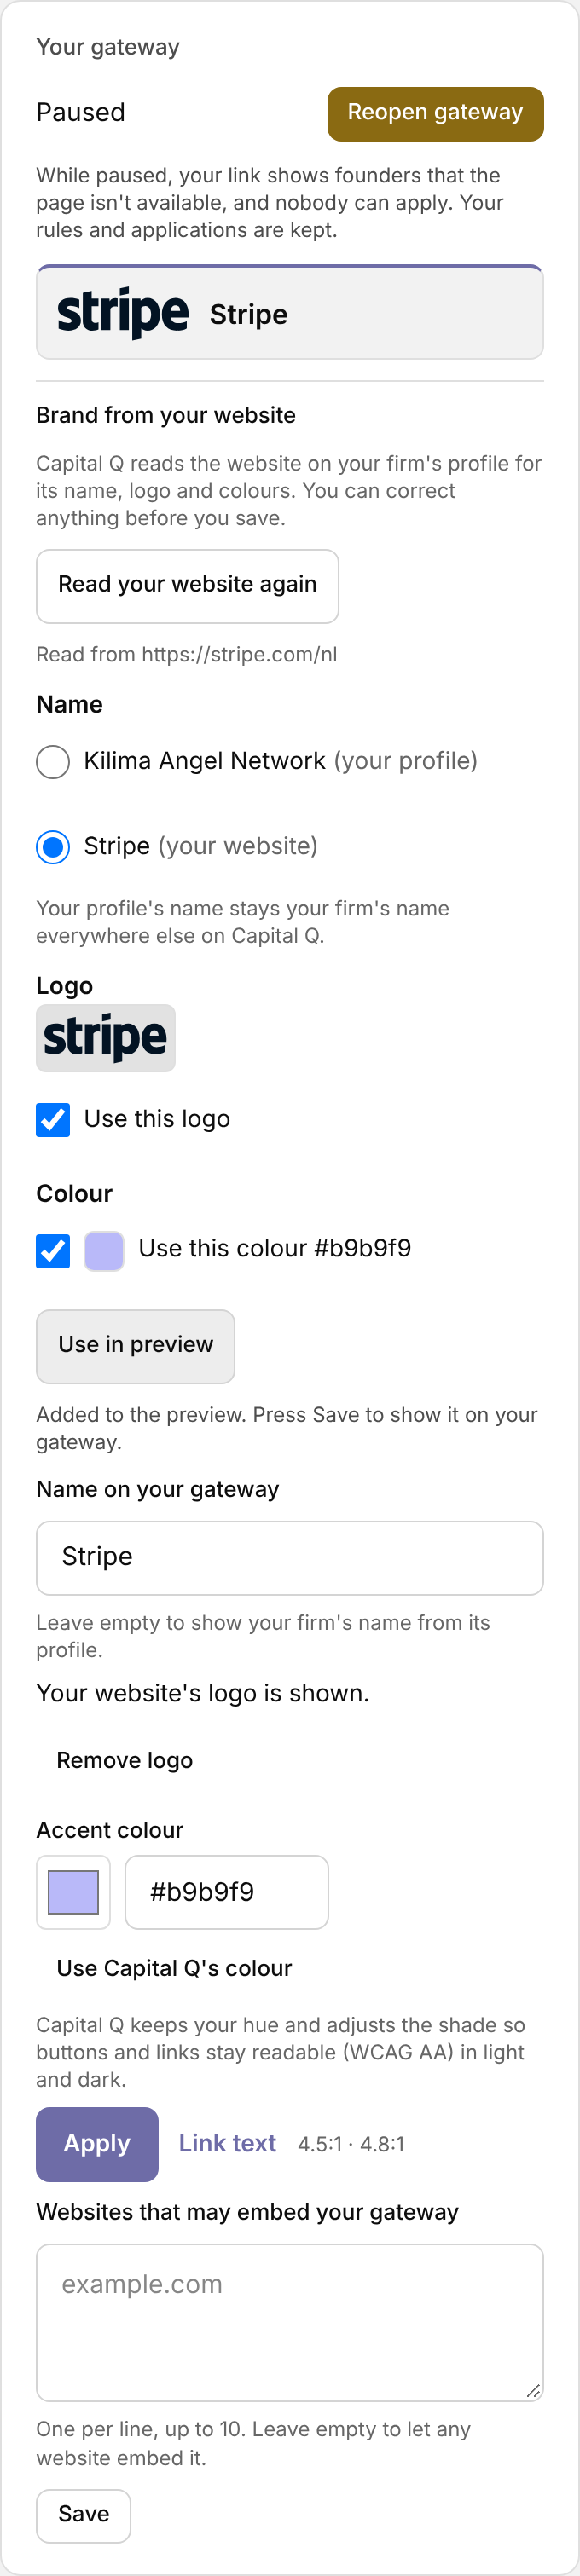 Your gateway
Paused
Reopen gateway
While paused, your link shows founders that the
page isn't available, and nobody can apply. Your
rules and applications are kept.
stripe Stripe
Brand from your website
Capital Q reads the website on your firm's profile for
its name, logo and colours. You can correct
anything before you save.
Read your website again
Read from https://stripe.com/nl
Name
Kilima Angel Network (your profile)
Stripe (your website)
Your profile's name stays your firm's name
everywhere else on Capital Q.
Logo
stripe
Use this logo
Colour
Use this colour #b9b9f9
Use in preview
Added to the preview. Press Save to show it on your
gateway.
Name on your gateway
Stripe
Leave empty to show your firm's name from its
profile.
Your website's logo is shown.
Remove logo
Accent colour
#b9b9f9
Use Capital Q's colour
Capital Q keeps your hue and adjusts the shade so
buttons and links stay readable (WCAG AA) in light
and dark.
Apply Link text 4.5:1 · 4.8:1
Websites that may embed your gateway
example.com
One per line, up to 10. Leave empty to let any
website embed it.
Save